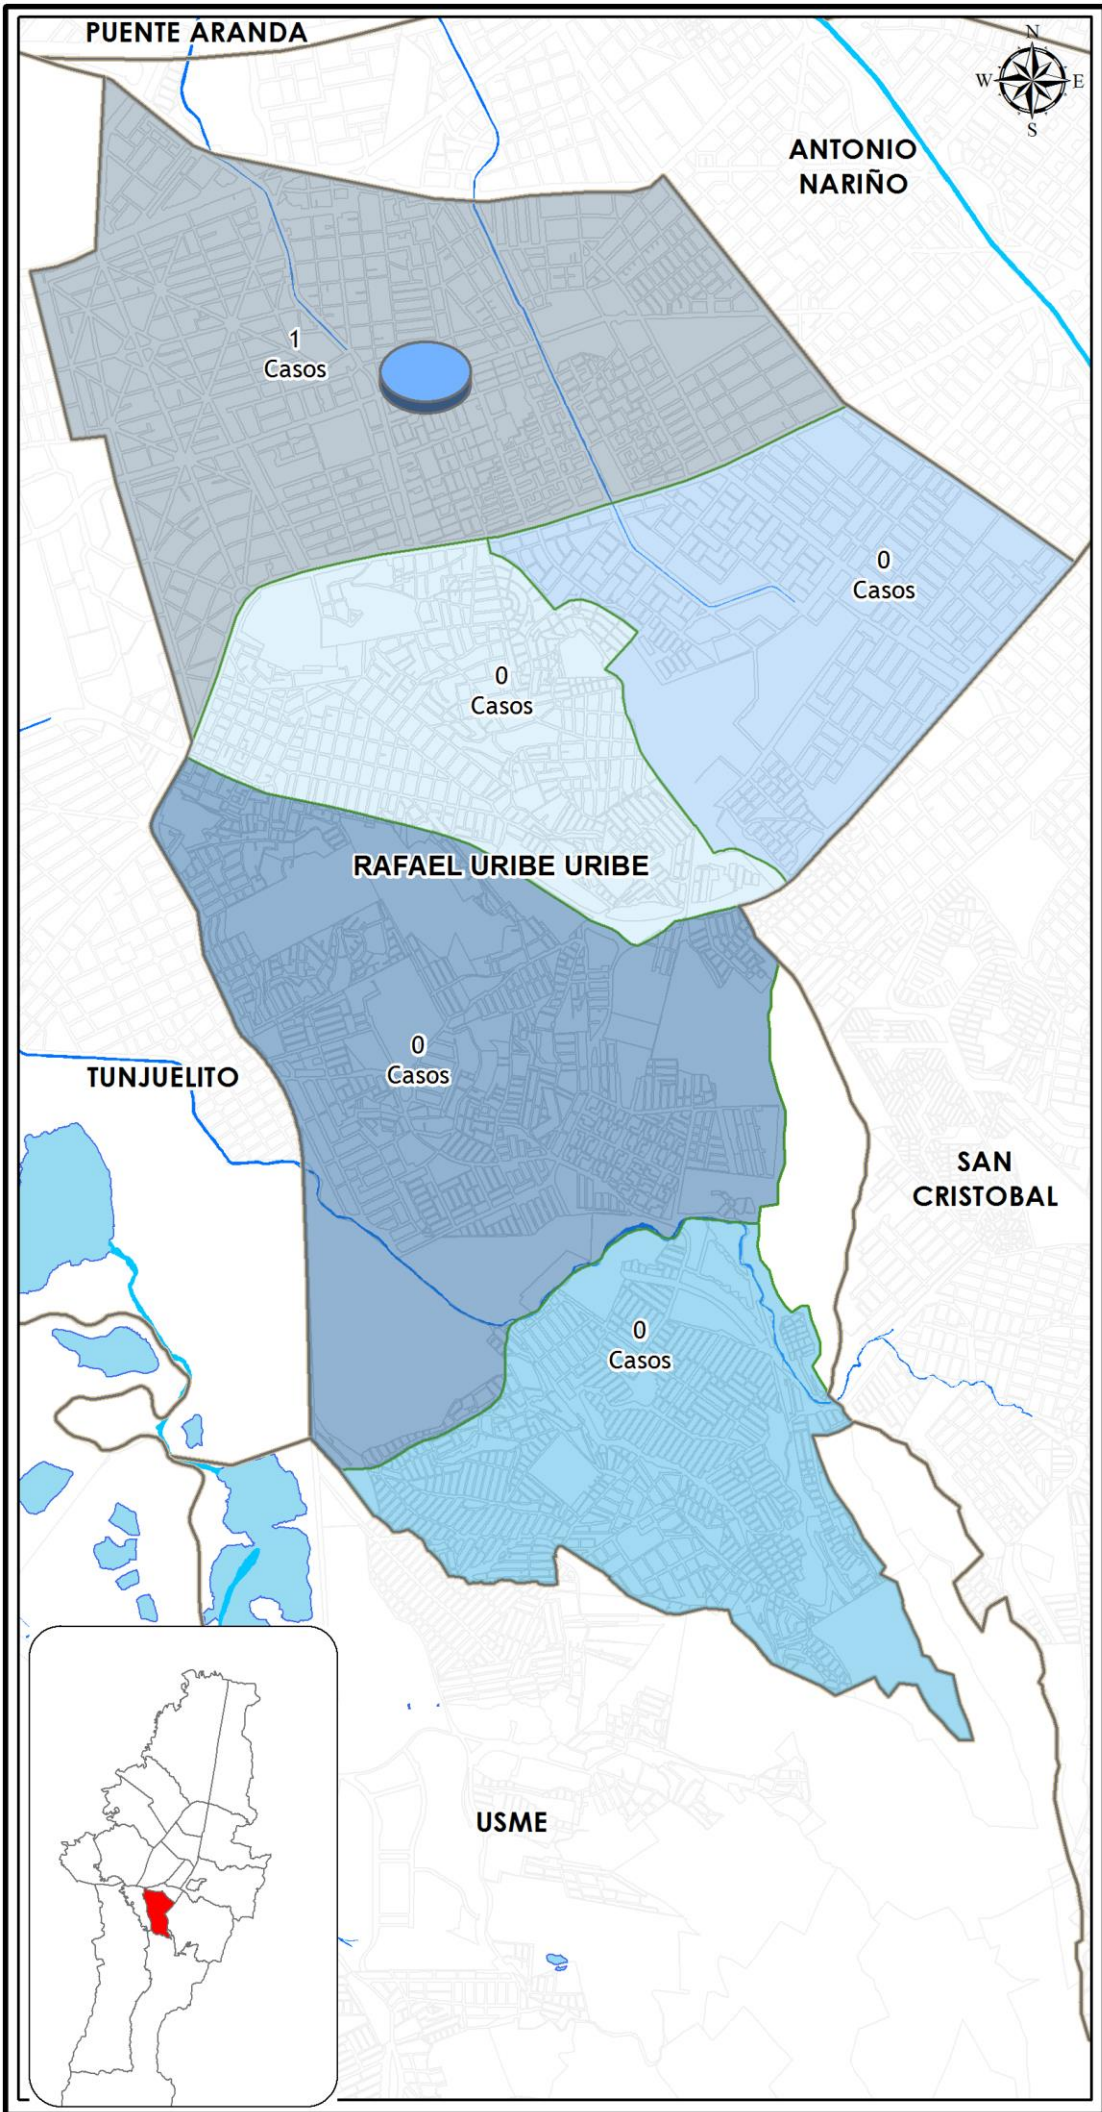 PUENTE ARANDA
N
W
E
S
ANTONIO
NARIÑO
1
Casos
0
Casos
0
Casos
RAFAEL URIBE URIBE
0
Casos
TUNJUELITO
SAN
CRISTOBAL
0
Casos
USME